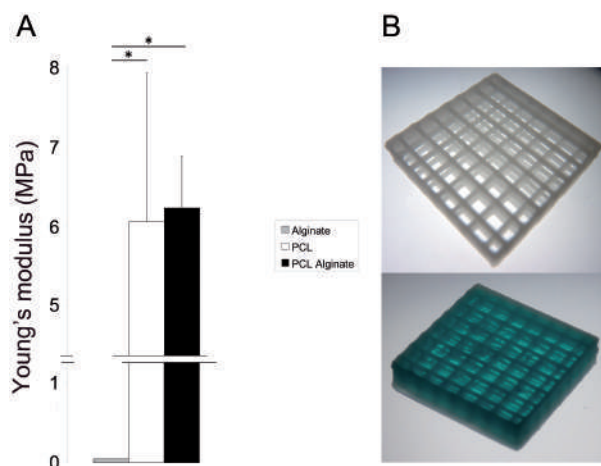 A
B
*
*
8
7
6
5
1
0
Young's modulus (MPa)
Alginate
PCL
PCL Alginate